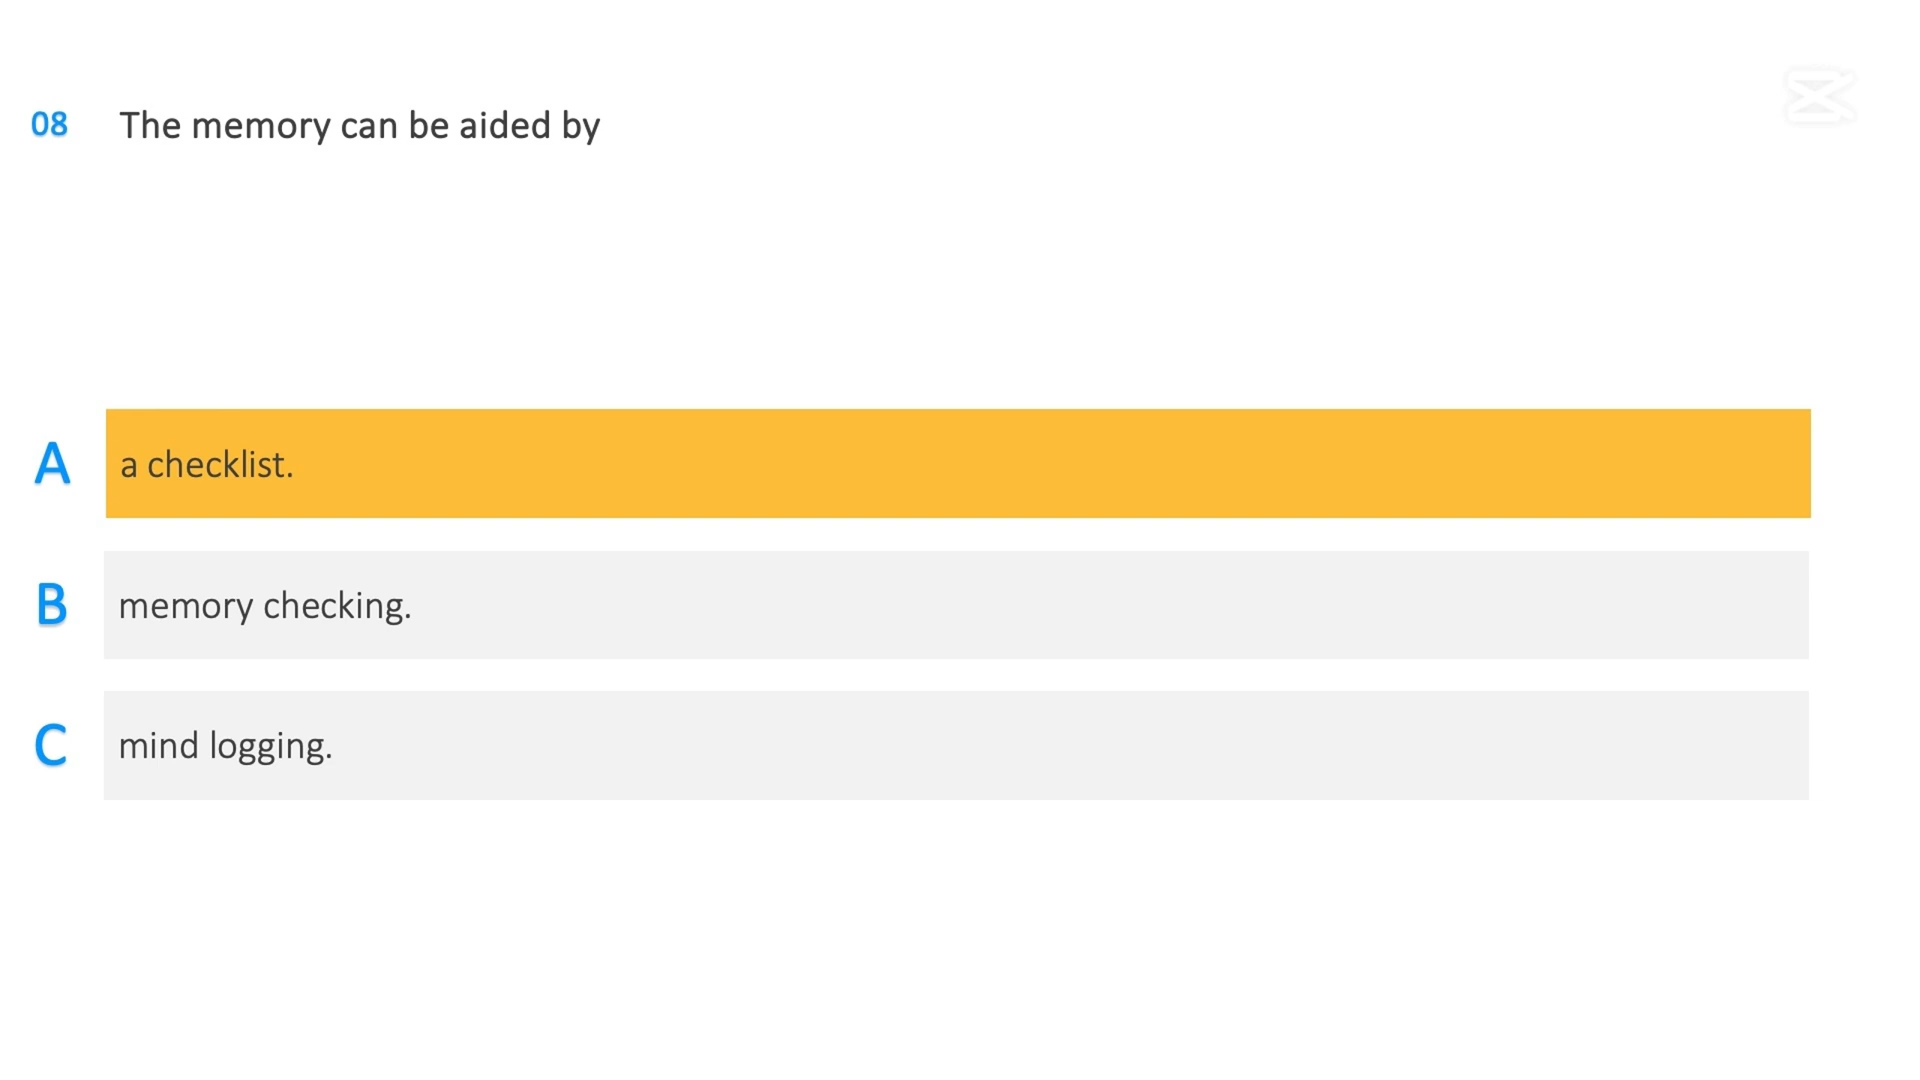 08 The memory can be aided by
A a checklist.
B memory checking.
C mind logging.